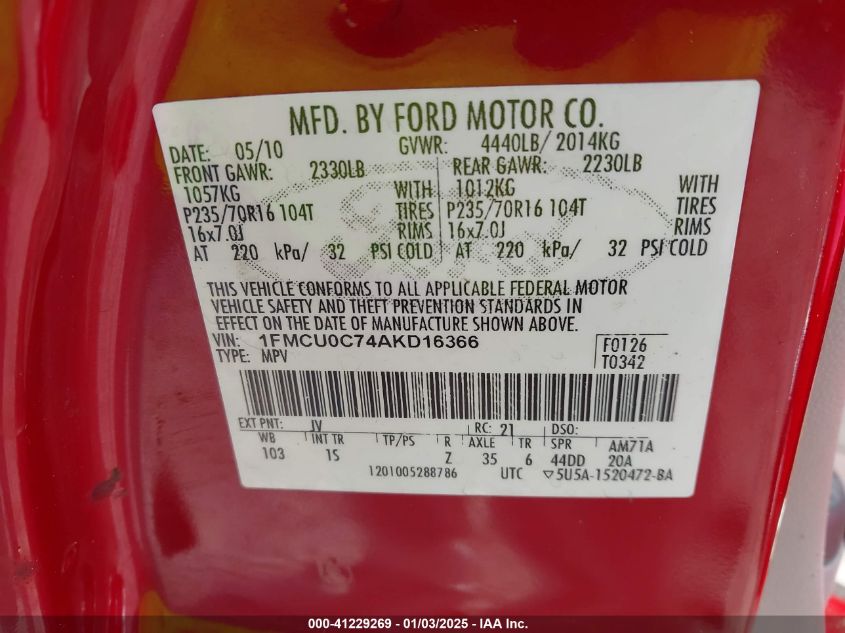 MFD. BY FORD MOTOR CO.
DATE: 05/10 GVWR: 4440LB/ 2014KG
FRONT GAWR: 2330LB REAR GAWR: 2230LB
1057KG WITH 1012KG WITH
P235/70R16 104T TIRES P235/70R16 104T TIRES
16x7.0J RIMS 16x7.0J RIMS
AT 220 kPa/ 32 PSI COLD AT 220 kPa/ 32 PSI COLD
THIS VEHICLE CONFORMS TO ALL APPLICABLE FEDERAL MOTOR
VEHICLE SAFETY AND THEFT PREVENTION STANDARDS IN
EFFECT ON THE DATE OF MANUFACTURE SHOWN ABOVE.
VIN: 1FMCU0C74AKD16366 F0126
TYPE: MPV T0342
EXT PNT: JV RC: 21 DSO:
WB INT TR TP/PS R AXLE TR SPR AM71A
103 1S Z 35 6 44DD 20A
1201005288786 UTC ▽5U5A-1520472-BA
000-41229269 - 01/03/2025 - IAA Inc.